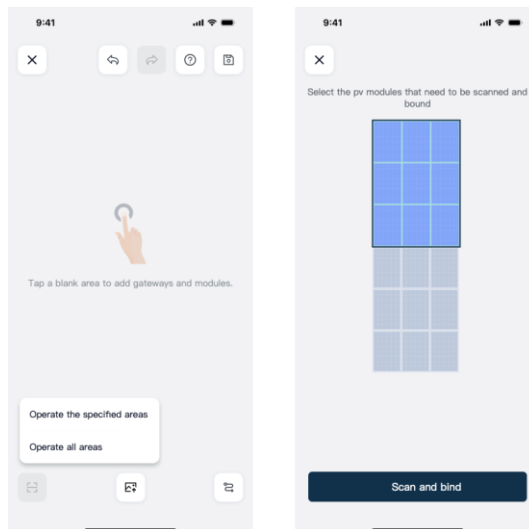 9:41
Tap a blank area to add gateways and modules.
Operate the specified areas
Operate all areas
9:41
Select the pv modules that need to be scanned and
bound
Scan and bind